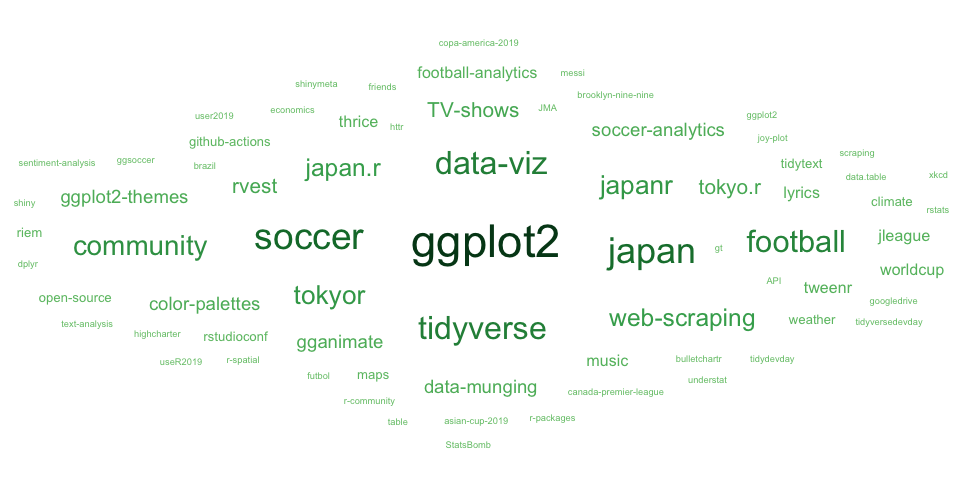 copa-america-2019
football-analytics
messi
shinymeta
friends
brooklyn-nine-nine
economics
TV-shows
JMA
user2019
thrice
httr
ggplot2
github-actions
soccer-analytics
joy-plot
sentiment-analysis
ggsoccer
brazil
japan.r
data-viz
tidytext
scraping
shiny
ggplot2-themes
rvest
japanr
tokyo.r
lyrics
data.table
xkcd
climate
rstats
riem
community
soccer
ggplot2
japan
gt
football
jleague
dplyr
worldcup
open-source
color-palettes
tokyor
API
tweenr
googledrive
text-analysis
highcharter
rstudioconf
gganimate
tidyverse
web-scraping
weather
tidyversedevday
useR2019
r-spatial
music
bulletchartr
tidydevday
futbol
maps
data-munging
understat
r-community
canada-premier-league
table
asian-cup-2019
r-packages
StatsBomb